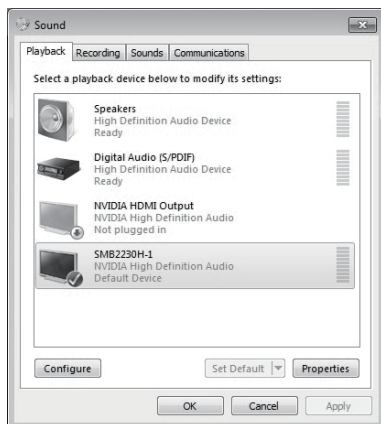 Sound
Playback Recording Sounds Communications
Select a playback device below to modify its settings:
Speakers
High Definition Audio Device
Ready
Digital Audio (S/PDIF)
High Definition Audio Device
Ready
NVIDIA HDMI Output
NVIDIA High Definition Audio
Not plugged in
SMB2230H-1
NVIDIA High Definition Audio
Default Device
Configure Set Default Properties
OK Cancel Apply